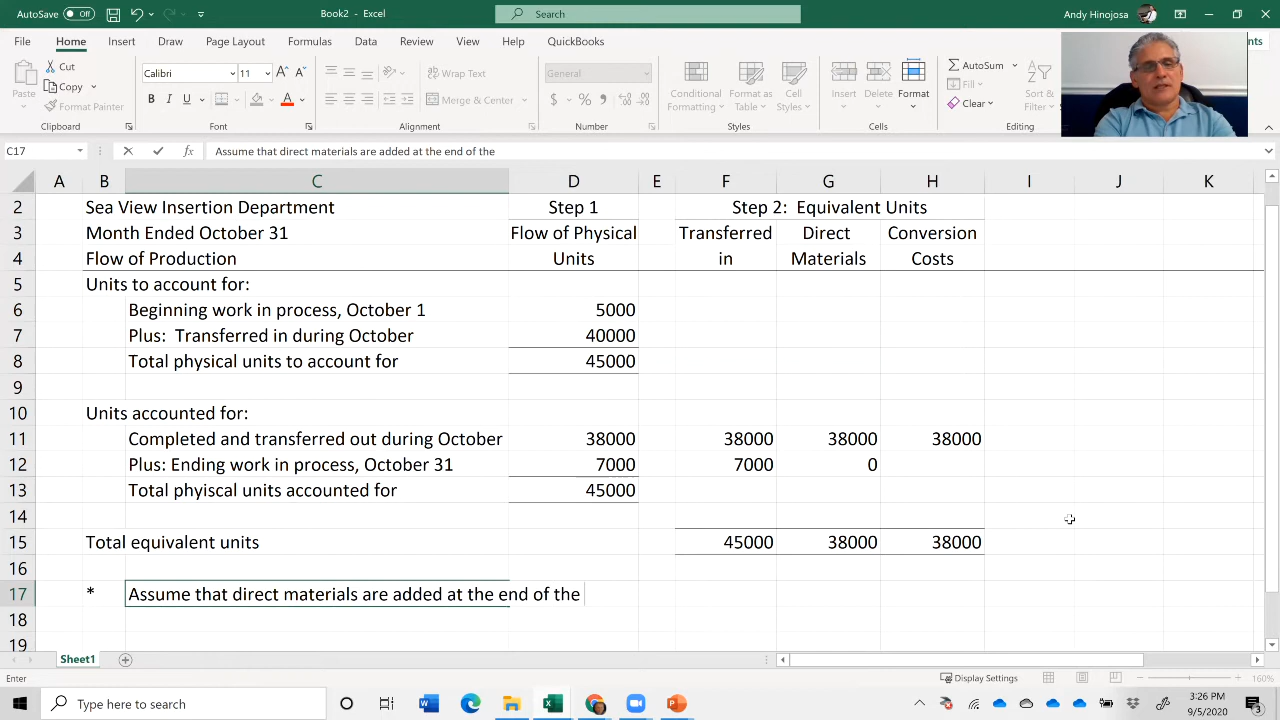 AutoSave Off Book2 - Excel Search Andy Hinojosa
File Home Insert Draw Page Layout Formulas Data Review View Help QuickBooks nts
Paste Cut Copy Format Painter Clipboard
Calibri 11 A A B I U A Font
Wrap Text Merge & Center Alignment
General $ % 9 Number
Conditional Formatting Format as Table Cell Styles Styles
Insert Delete Format Cells
AutoSum Fill Clear Sort & Filter Editing
C17 fx Assume that direct materials are added at the end of the
A B C D E F G H I J K
2 Sea View Insertion Department Step 1 Step 2: Equivalent Units
3 Month Ended October 31 Flow of Physical Transferred Direct Conversion
4 Flow of Production Units in Materials Costs
5 Units to account for:
6 Beginning work in process, October 1 5000
7 Plus: Transferred in during October 40000
8 Total physical units to account for 45000
9
10 Units accounted for:
11 Completed and transferred out during October 38000 38000 38000 38000
12 Plus: Ending work in process, October 31 7000 7000 0
13 Total phyiscal units accounted for 45000
14
15 Total equivalent units 45000 38000 38000
16
17 * Assume that direct materials are added at the end of the
18
19
Sheet1
Enter Display Settings 160%
Type here to search 3:26 PM
9/5/2020 3